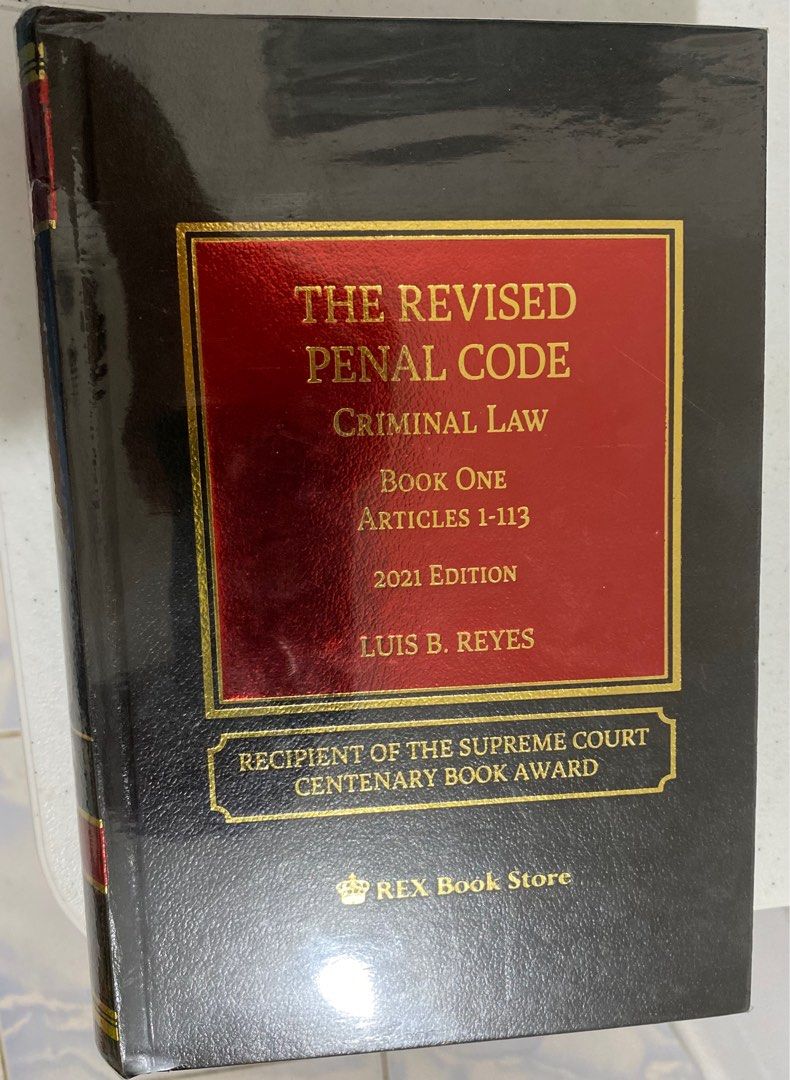 THE REVISED
PENAL CODE
CRIMINAL LAW
BOOK ONE
ARTICLES 1-113
2021 EDITION
LUIS B. REYES
RECIPIENT OF THE SUPREME COURT
CENTENARY BOOK AWARD
REX Book Store